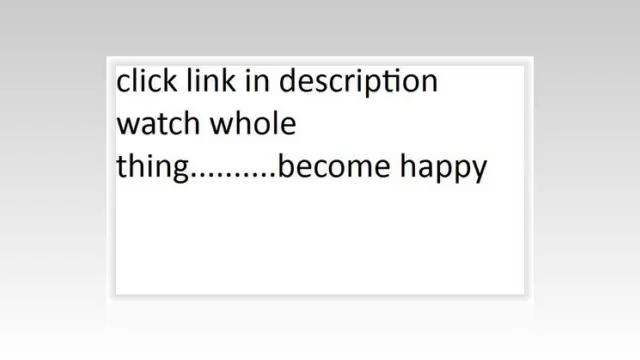 click link in description
watch whole
thing..........become happy